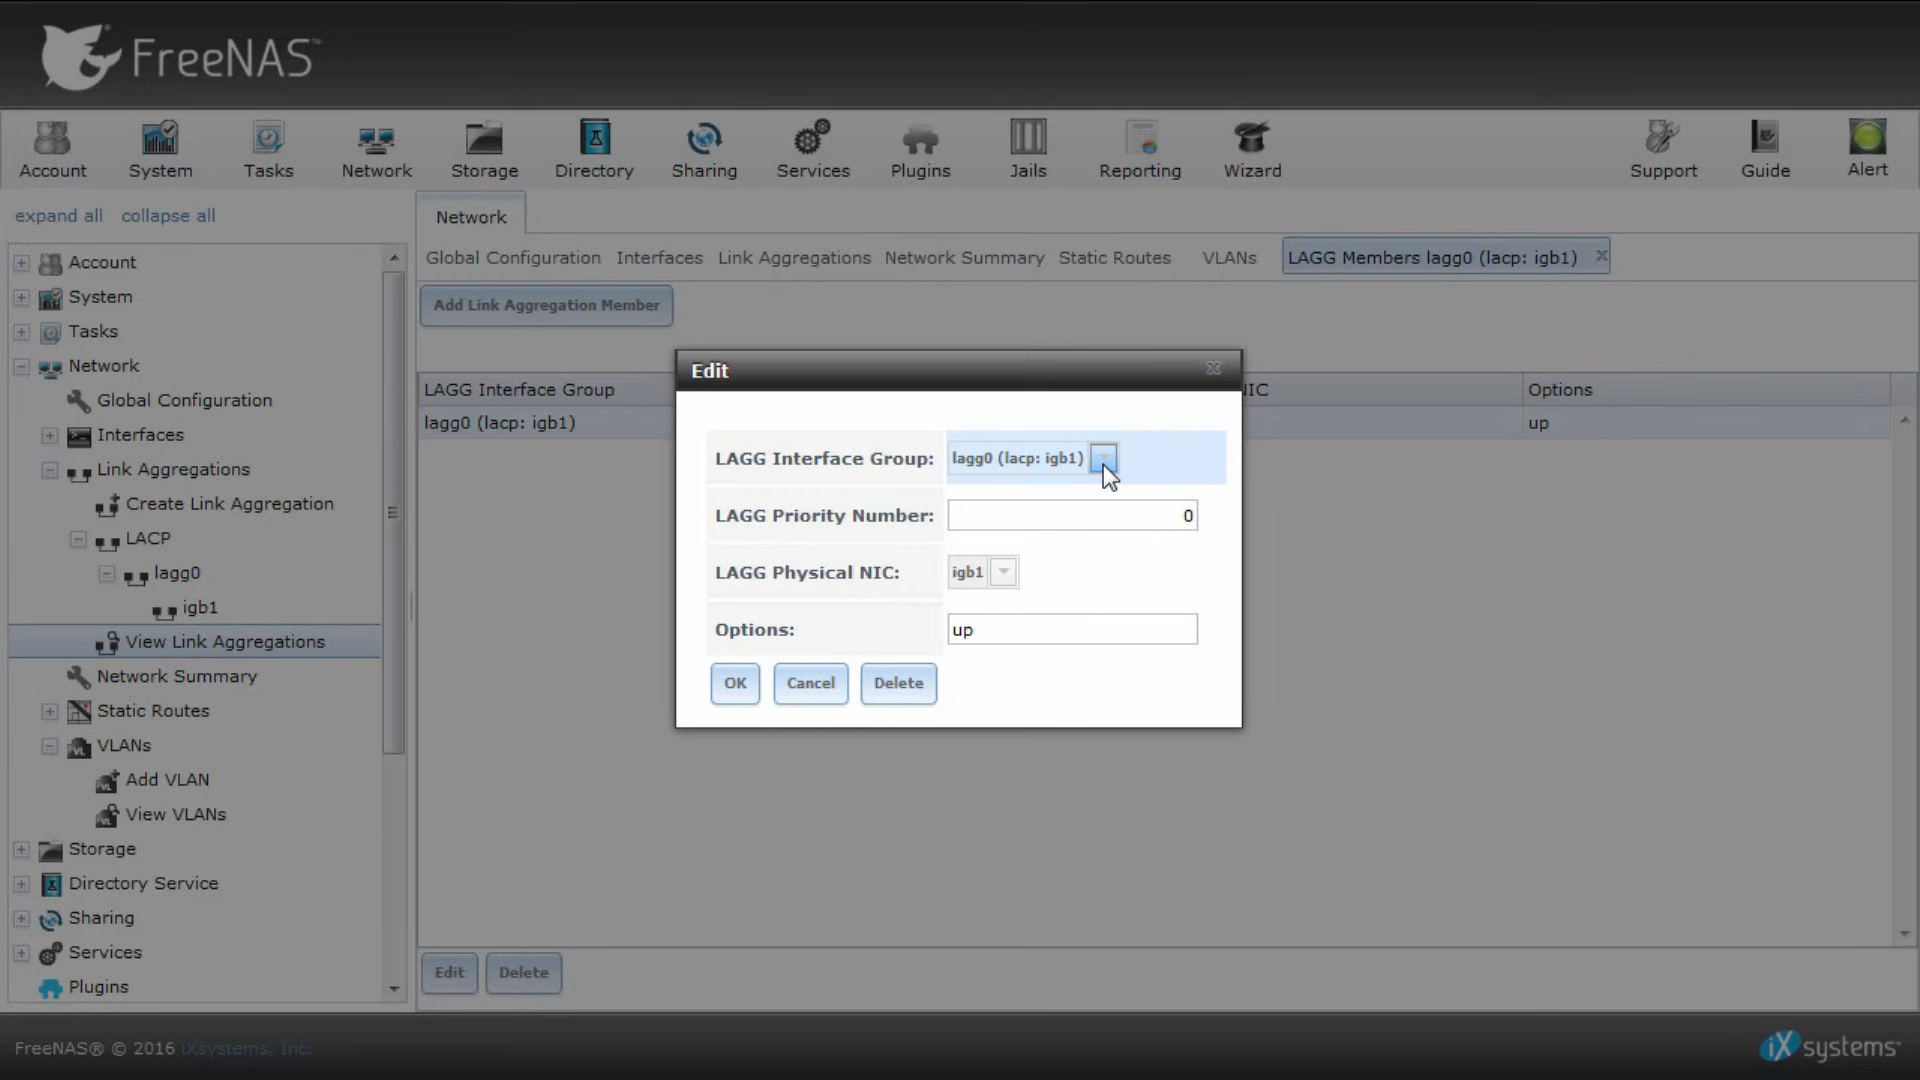 FreeNAS™
Account System Tasks Network Storage Directory Sharing Services Plugins Jails Reporting Wizard Support Guide Alert
expand all collapse all
Network
Global Configuration Interfaces Link Aggregations Network Summary Static Routes VLANs LAGG Members lagg0 (lacp: igb1)
Add Link Aggregation Member
LAGG Interface Group IC Options
lagg0 (lacp: igb1) up
Account
System
Tasks
Network
Global Configuration
Interfaces
Link Aggregations
Create Link Aggregation
LACP
lagg0
igb1
View Link Aggregations
Network Summary
Static Routes
VLANs
Add VLAN
View VLANs
Storage
Directory Service
Sharing
Services
Plugins
Edit
LAGG Interface Group: lagg0 (lacp: igb1)
LAGG Priority Number: 0
LAGG Physical NIC: igb1
Options: up
OK Cancel Delete
Edit Delete
FreeNAS® © 2016 iXsystems, Inc.
iXsystems